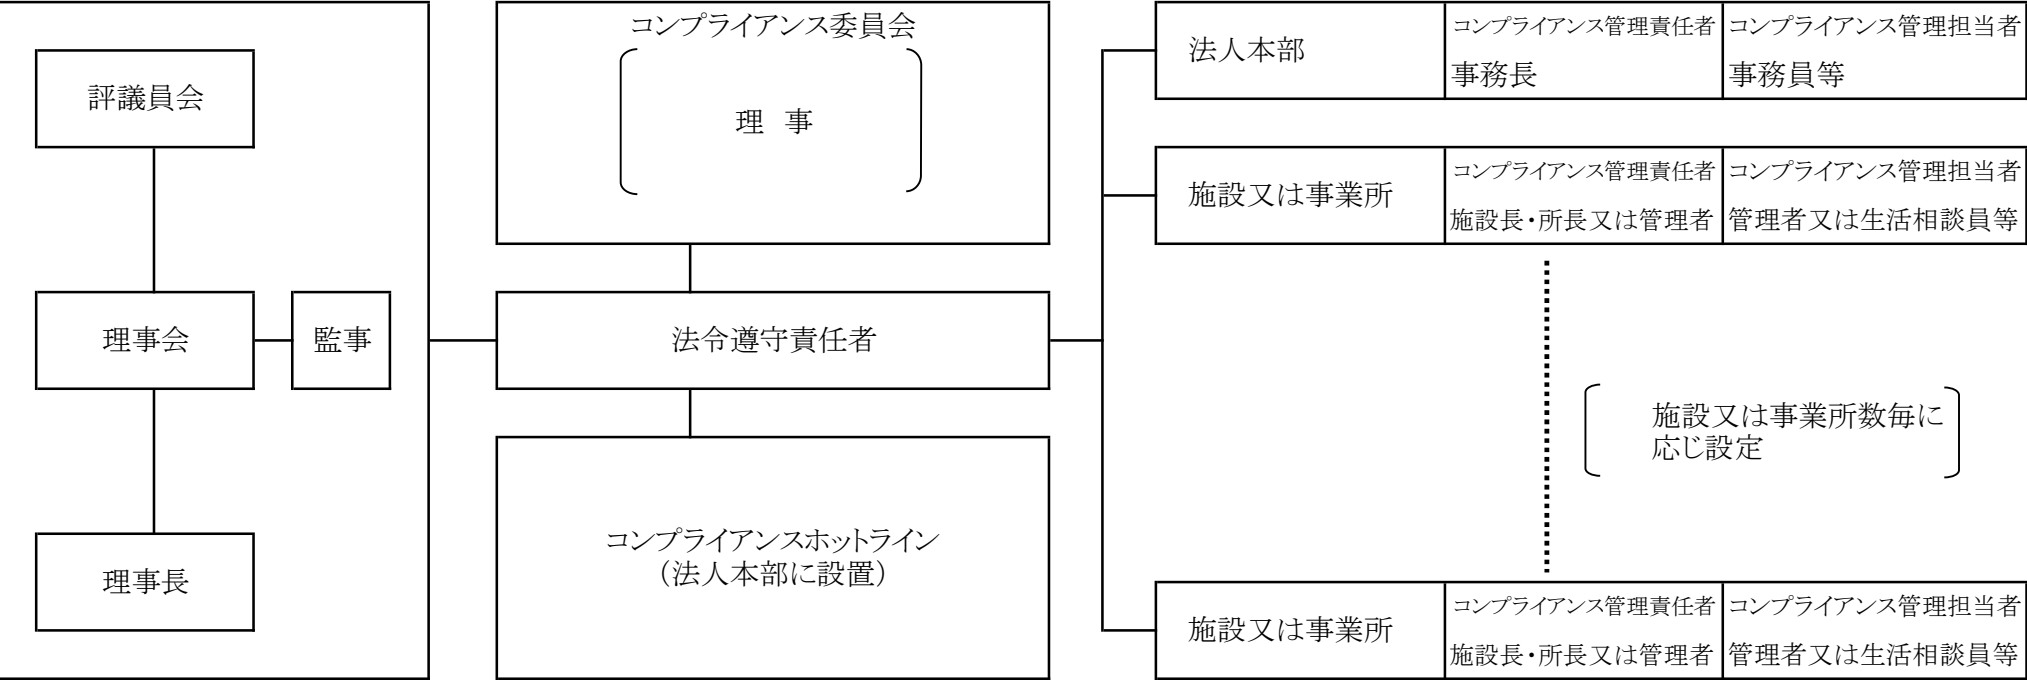 評議員会
理事会
監事
理事長
コンプライアンス委員会
理 事
法令遵守責任者
コンプライアンスホットライン
(法人本部に設置)
法人本部
コンプライアンス管理責任者
事務長
コンプライアンス管理担当者
事務員等
施設又は事業所
コンプライアンス管理責任者
施設長・所長又は管理者
コンプライアンス管理担当者
管理者又は生活相談員等
施設又は事業所数毎に
応じ設定
施設又は事業所
コンプライアンス管理責任者
施設長・所長又は管理者
コンプライアンス管理担当者
管理者又は生活相談員等